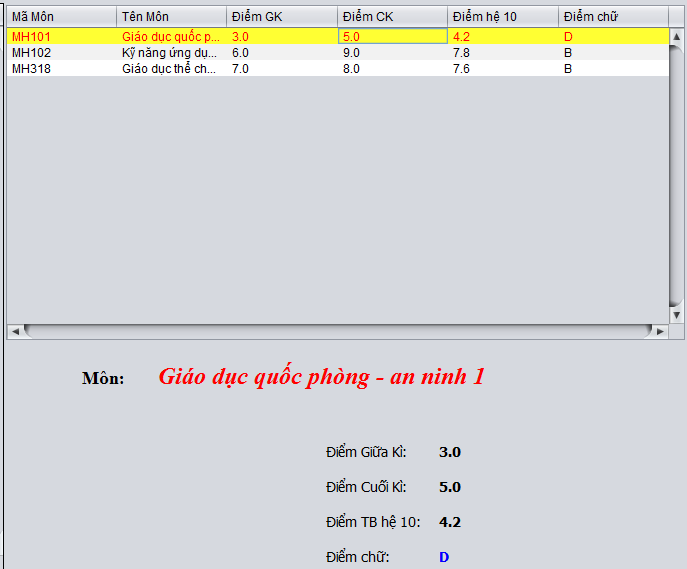 Mã Môn Tên Môn Điểm GK Điểm CK Điểm hệ 10 Điểm chữ
MH101 Giáo dục quốc p... 3.0 5.0 4.2 D
MH102 Kỹ năng ứng dụ... 6.0 9.0 7.8 B
MH318 Giáo dục thể ch... 7.0 8.0 7.6 B
Môn: Giáo dục quốc phòng - an ninh 1
Điểm Giữa Kì: 3.0
Điểm Cuối Kì: 5.0
Điểm TB hệ 10: 4.2
Điểm chữ: D